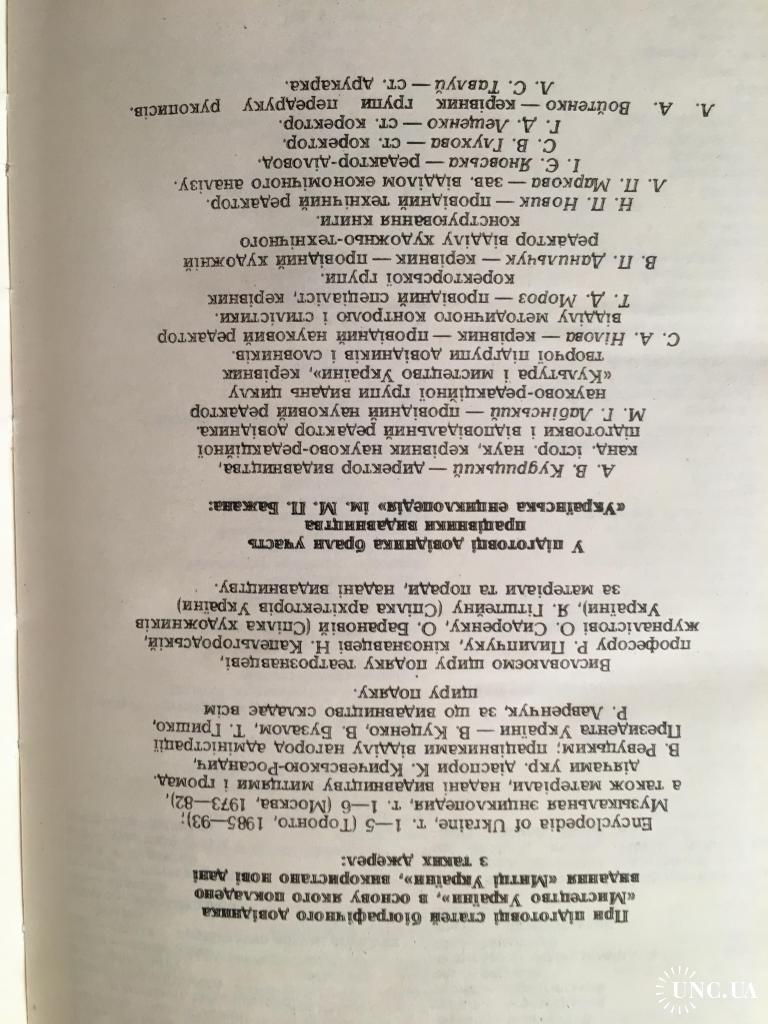 При підготовці статей біографічного довідника
«Мистецтво України», в основу якого покладено
видання «Митці України», використано нові дані
з таких джерел:
Encyclopedia of Ukraine, т. 1—5 (Торонто, 1985—93);
Музыкальная энциклопедия, т. 1—6 (Москва, 1973—82),
а також матеріали, надані видавництву митцями і громад.
діячами укр. діаспори К. Кричевською-Росандич,
В. Ревуцьким; працівниками відділу нагород адміністрації
Президента України — В. Куценко, В. Бузалом, Т. Гришко,
Р. Лавренчук, за що видавництво складає всім
щиру подяку.
Висловлюємо щиру подяку театрознавцеві,
професору Р. Пилипчуку, кінознавцеві Н. Капельгородській,
журналістові О. Сидоренку, О. Барановій (Спілка художників
України), Я. Гітштейну (Спілка архітекторів України)
за матеріали та поради, надані видавництву.
У підготовці довідника брали участь
працівники видавництва
«Українська енциклопедія» ім. М. П. Бажана:
А. В. Кудрицький — директор видавництва,
канд. істор. наук, керівник науково-редакційної
підготовки і відповідальний редактор довідника.
М. Г. Лабінський — провідний науковий редактор
науково-редакційної групи видань циклу
«Культура і мистецтво України», керівник
творчої підгрупи довідників і словників.
С. А. Нілова — керівник — провідний науковий редактор
відділу методичного контролю і стилістики.
Т. Д. Мороз — провідний спеціаліст, керівник
коректорської групи.
В. П. Данильчук — керівник — провідний художній
редактор відділу художньо-технічного
конструювання книги.
Н. П. Новик — провідний технічний редактор.
Л. П. Маркова — зав. відділом економічного аналізу.
І. Є. Яновська — редактор-діловод.
С. В. Глухова — ст. коректор.
Г. Д. Лещенко — ст. коректор.
Л. А. Войтенко — керівник групи передруку рукописів.
Л. С. Тавлуй — ст. друкарка.
UNC.UA